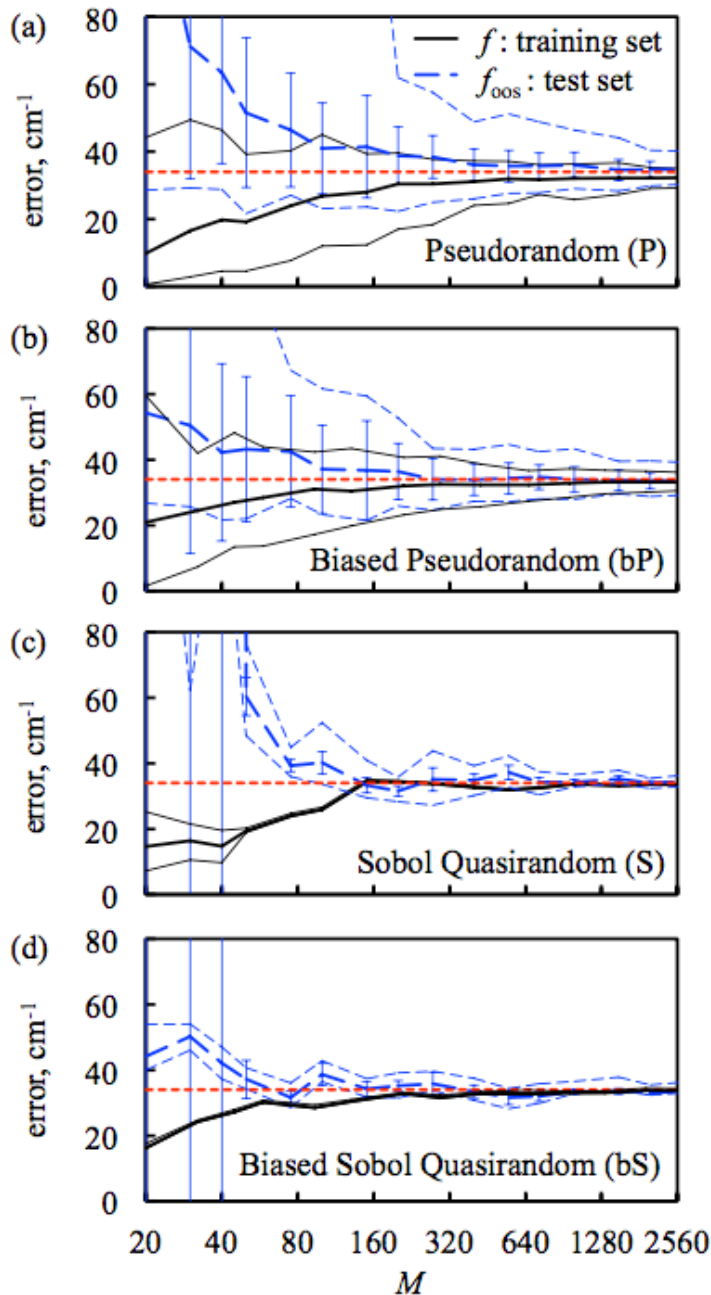 (a)
80
60
40
20
0
error, cm⁻¹
f : training set
f_oos : test set
Pseudorandom (P)
(b)
80
60
40
20
0
error, cm⁻¹
Biased Pseudorandom (bP)
(c)
80
60
40
20
0
error, cm⁻¹
Sobol Quasirandom (S)
(d)
80
60
40
20
0
error, cm⁻¹
Biased Sobol Quasirandom (bS)
20 40 80 160 320 640 1280 2560
M